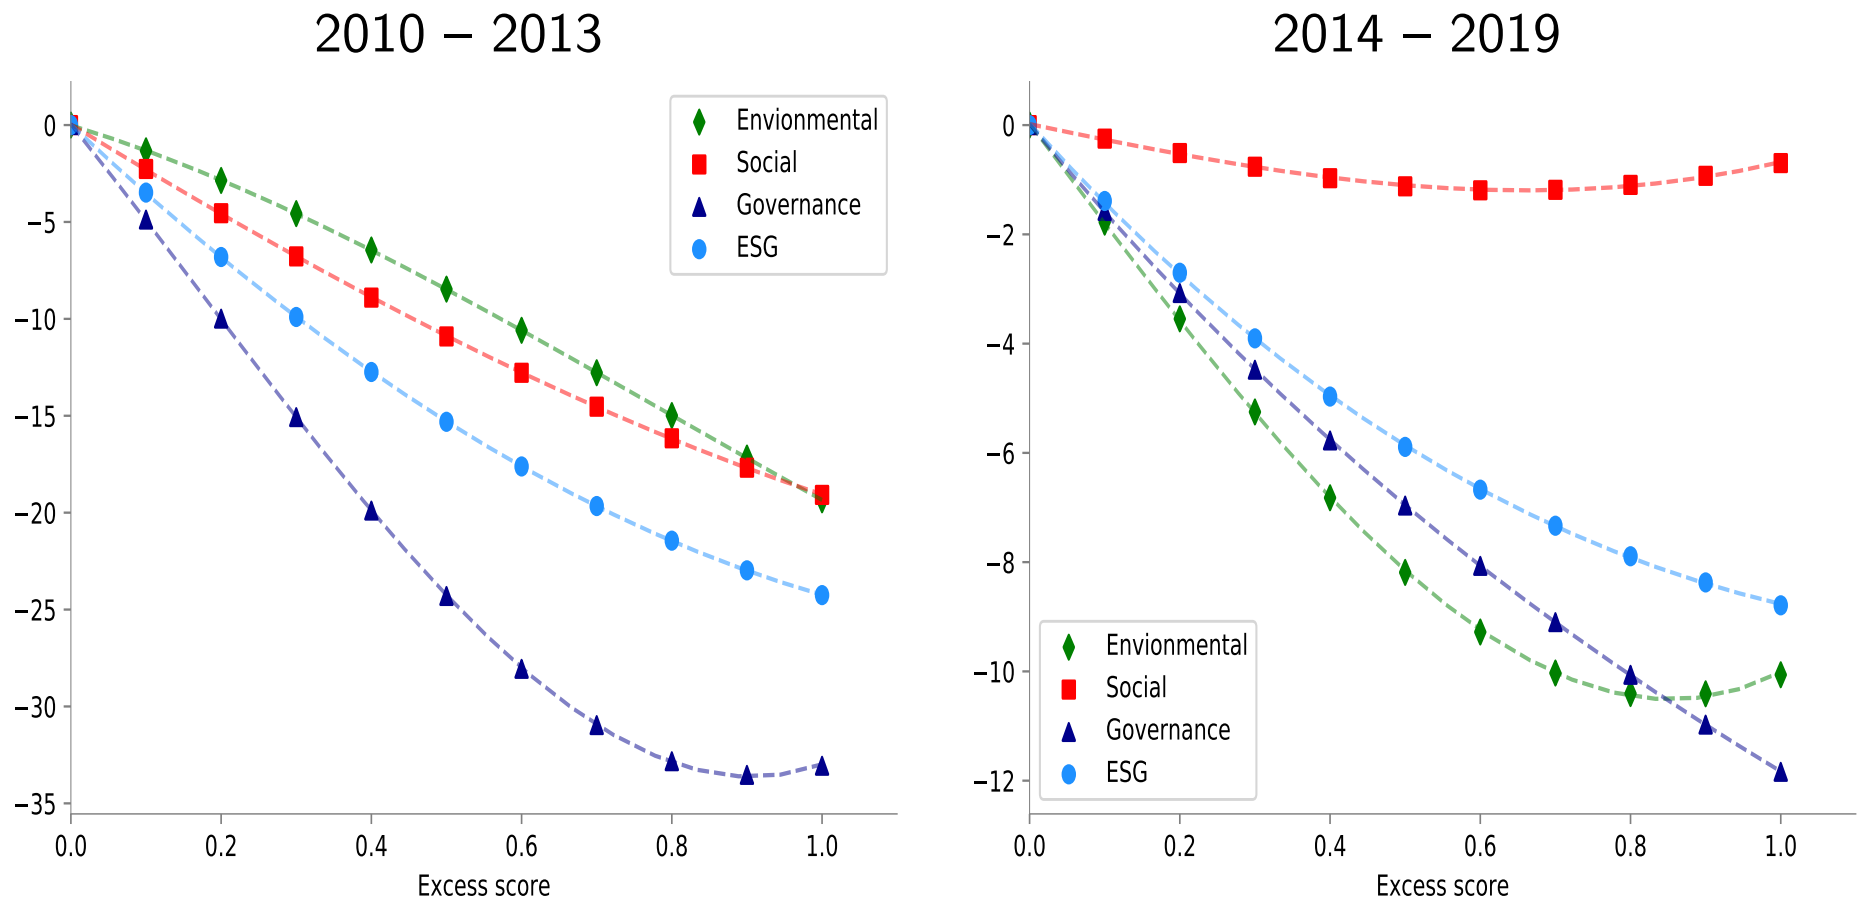 2010 – 2013
0
−5
−10
−15
−20
−25
−30
−35
0.0 0.2 0.4 0.6 0.8 1.0
Excess score
Envionmental
Social
Governance
ESG
2014 – 2019
0
−2
−4
−6
−8
−10
−12
0.0 0.2 0.4 0.6 0.8 1.0
Excess score
Envionmental
Social
Governance
ESG